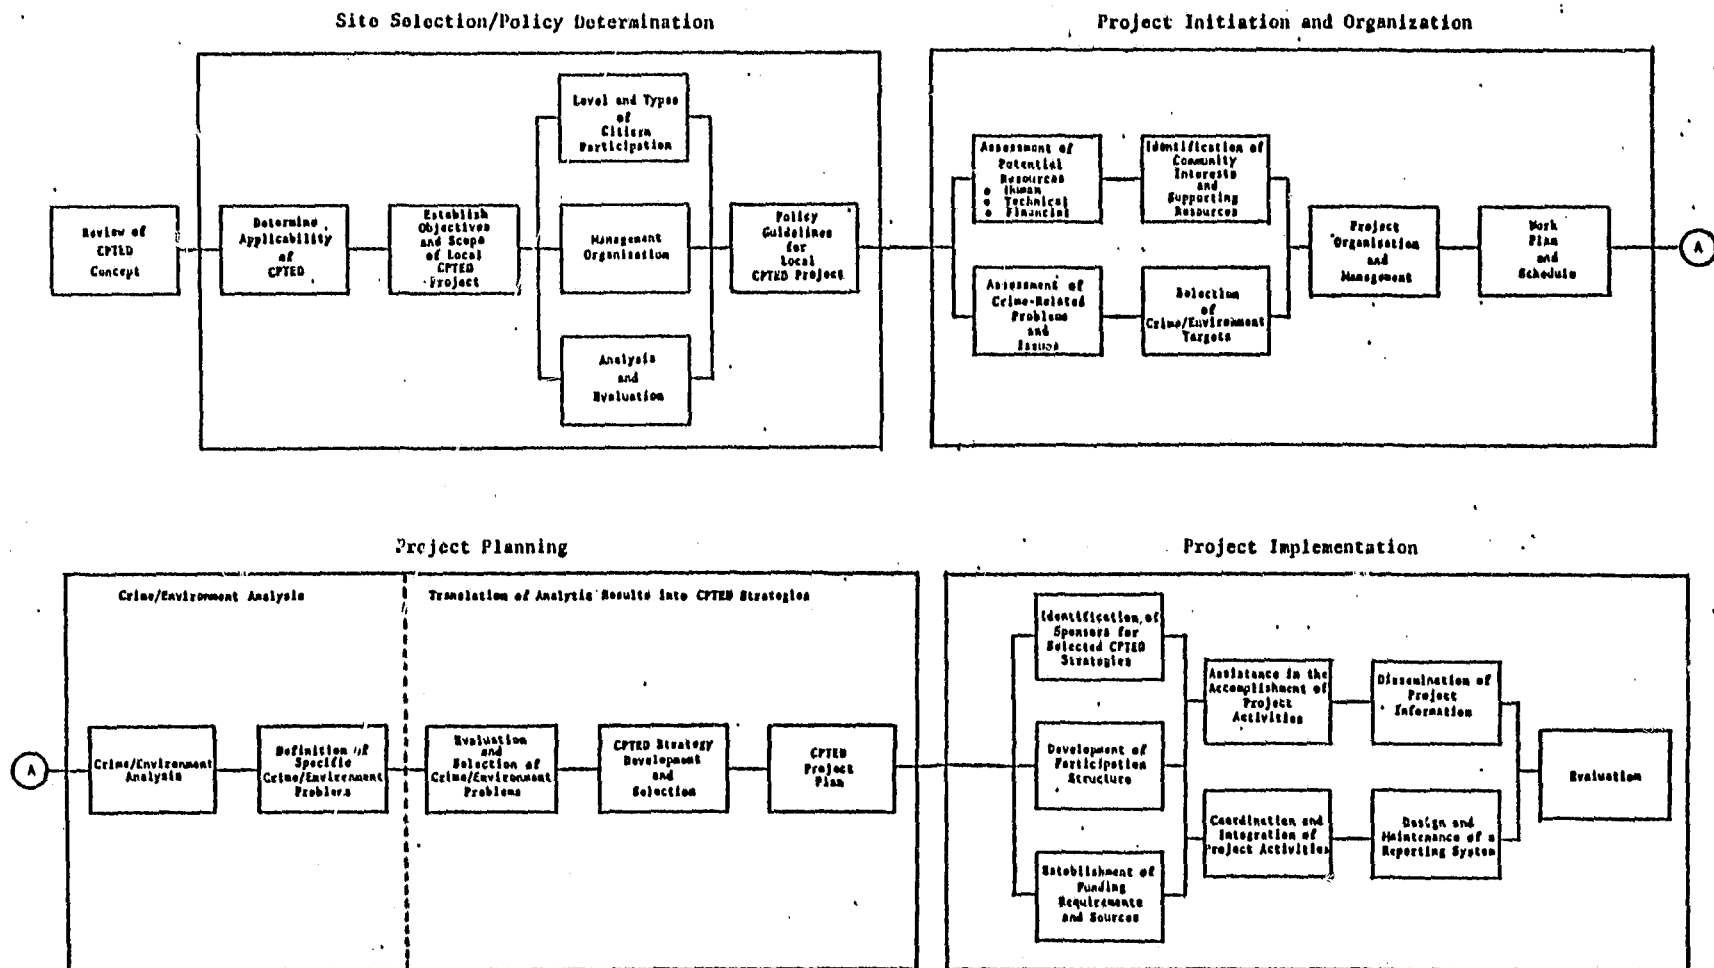 Site Selection/Policy Determination
Project Initiation and Organization
Review of
CPTED
Concept
Determine
Applicability
of
CPTED
Establish
Objectives
and Scope
of Local
CPTED
Project
Level and Types
of
Citizen
Participation
Management
Organization
Analysis
and
Evaluation
Policy
Guidelines
for
Local
CPTED Project
Assessment of
Potential
Resources
• Human
• Technical
• Financial
Identification of
Community
Interests
and
Supporting
Resources
Assessment of
Crime-Related
Problems
and
Issues
Selection
of
Crime/Environment
Targets
Project
Organization
and
Management
Work
Plan
and
Schedule
A
Project Planning
Project Implementation
Crime/Environment Analysis
Translation of Analytic Results into CPTED Strategies
A
Crime/Environment
Analysis
Definition of
Specific
Crime/Environment
Problems
Evaluation
and
Selection of
Crime/Environment
Problems
CPTED Strategy
Development
and
Selection
CPTED
Project
Plan
Identification of
Sponsors for
Selected CPTED
Strategies
Development of
Participation
Structure
Establishment of
Funding
Requirements
and Sources
Assistance in the
Accomplishment of
Project
Activities
Dissemination of
Project
Information
Coordination and
Integration of
Project Activities
Design and
Maintenance of a
Reporting System
Evaluation